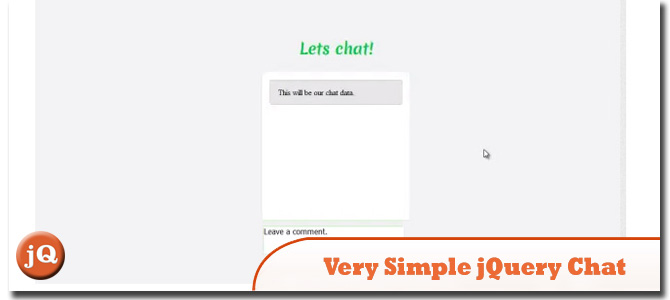 Lets chat!
This will be our chat data.
Leave a comment.
jQ
Very Simple jQuery Chat